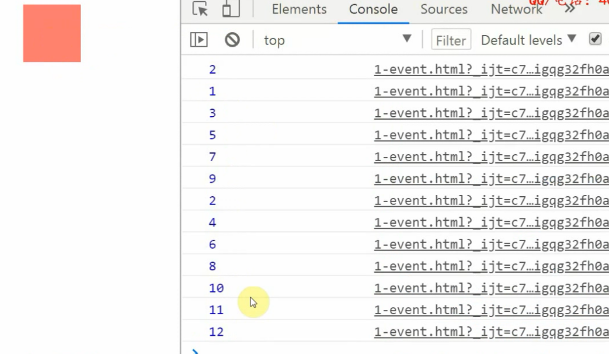 Elements Console Sources Network »
top Filter Default levels
2 1-event.html?_ijt=c7…igqg32fh0a
1 1-event.html?_ijt=c7…igqg32fh0a
3 1-event.html?_ijt=c7…igqg32fh0a
5 1-event.html?_ijt=c7…igqg32fh0a
7 1-event.html?_ijt=c7…igqg32fh0a
9 1-event.html?_ijt=c7…igqg32fh0a
2 1-event.html?_ijt=c7…igqg32fh0a
4 1-event.html?_ijt=c7…igqg32fh0a
6 1-event.html?_ijt=c7…igqg32fh0a
8 1-event.html?_ijt=c7…igqg32fh0a
10 1-event.html?_ijt=c7…igqg32fh0a
11 1-event.html?_ijt=c7…igqg32fh0a
12 1-event.html?_ijt=c7…igqg32fh0a